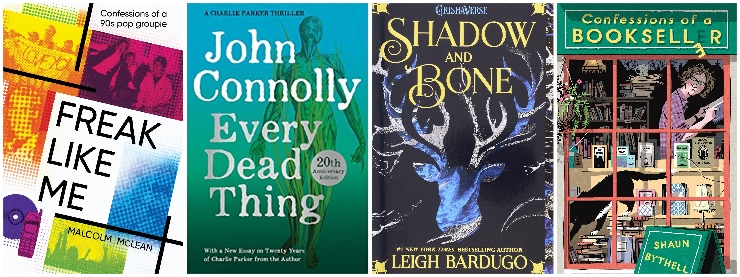 Confessions of a
90s pop groupie
FREAK
LIKE
ME
MALCOLM McLEAN
A CHARLIE PARKER THRILLER
John
Connolly
Every
Dead
Thing
20th
Anniversary
Edition
With a New Essay on Twenty Years
of Charlie Parker from the Author
GRISHAVERSE
SHADOW
AND
BONE
#1 NEW YORK TIMES BESTSELLING AUTHOR
LEIGH BARDUGO
Confessions of a
BOOKSELLER
SHAUN
BYTHELL